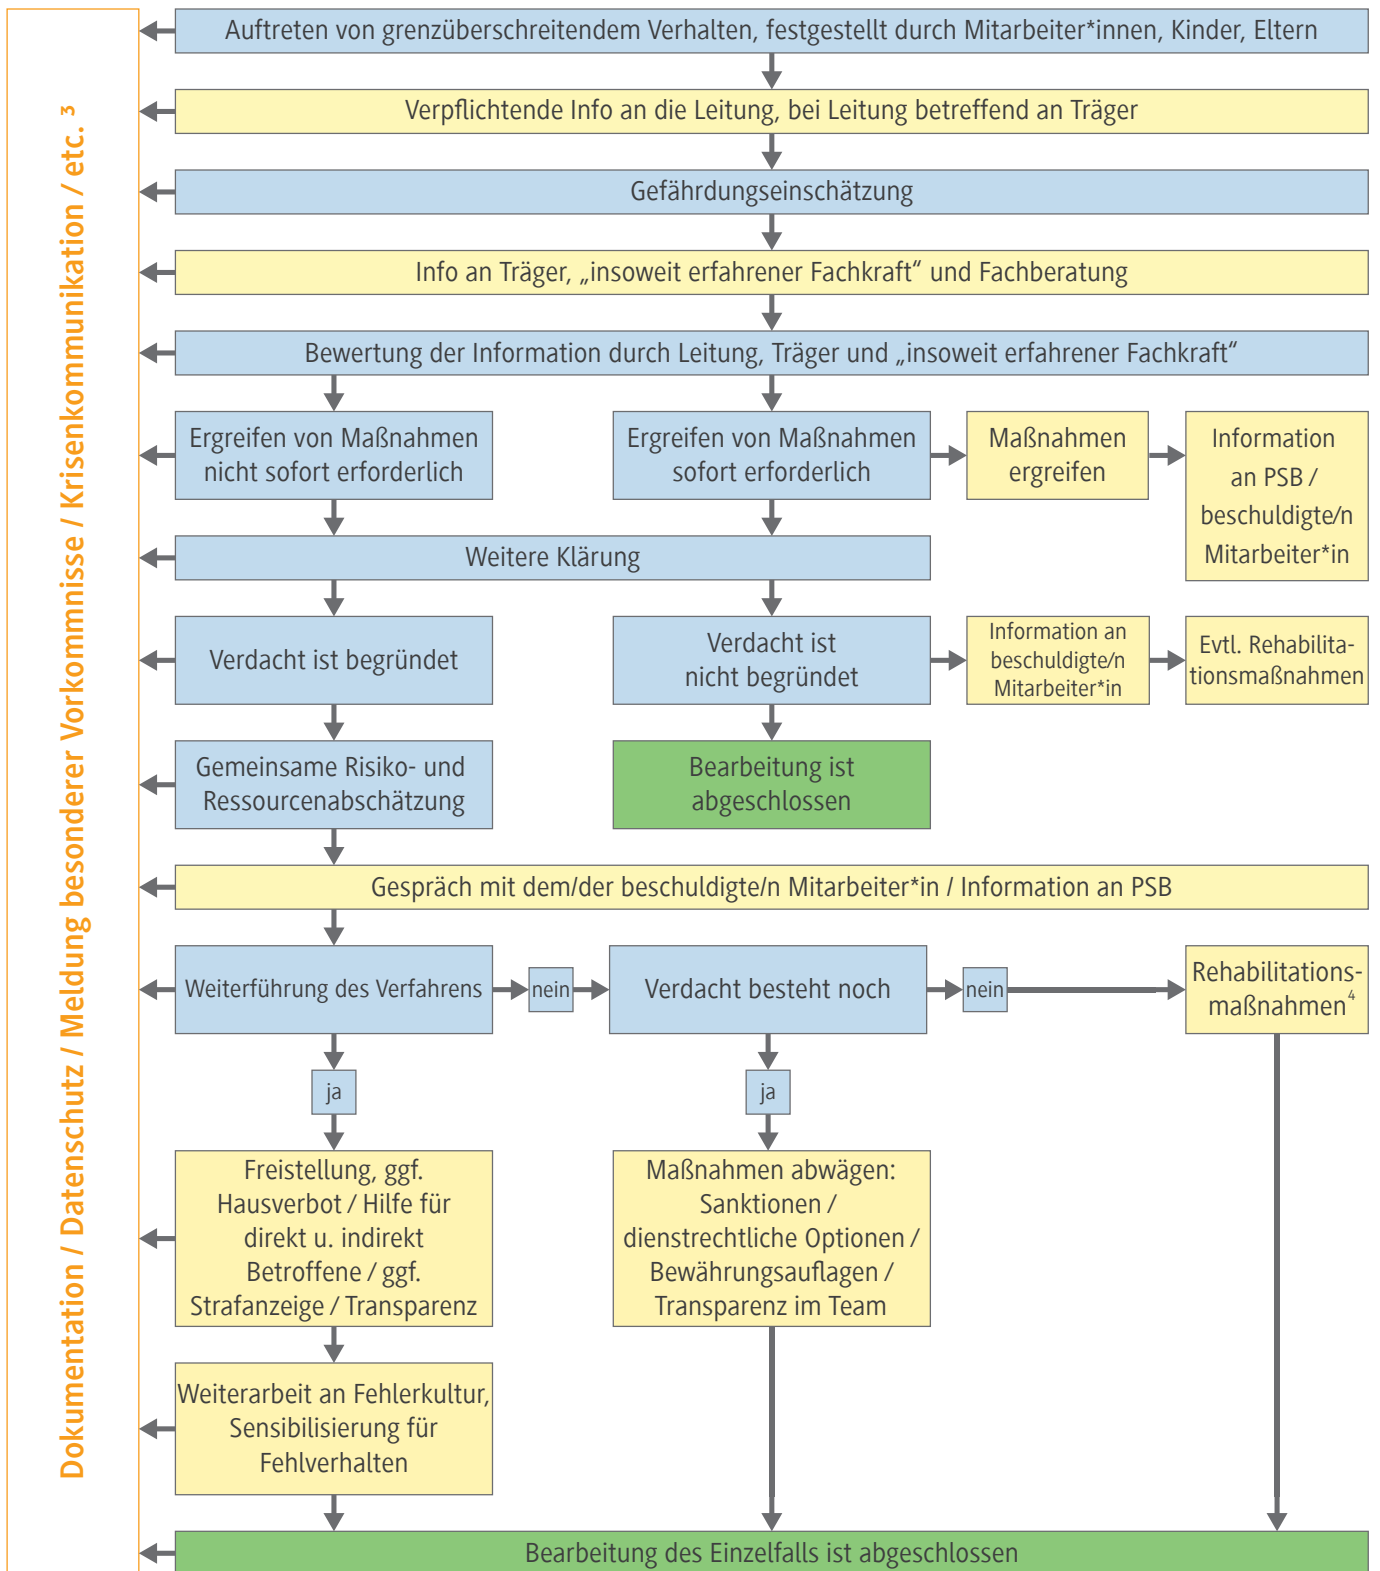 Dokumentation / Datenschutz / Meldung besonderer Vorkommnisse / Krisenkommunikation / etc. ³
Auftreten von grenzüberschreitendem Verhalten, festgestellt durch Mitarbeiter*innen, Kinder, Eltern
Verpflichtende Info an die Leitung, bei Leitung betreffend an Träger
Gefährdungseinschätzung
Info an Träger, „insoweit erfahrener Fachkraft“ und Fachberatung
Bewertung der Information durch Leitung, Träger und „insoweit erfahrener Fachkraft“
Ergreifen von Maßnahmen
nicht sofort erforderlich
Ergreifen von Maßnahmen
sofort erforderlich
Maßnahmen
ergreifen
Information
an PSB /
beschuldigte/n
Mitarbeiter*in
Weitere Klärung
Verdacht ist begründet
Verdacht ist
nicht begründet
Information an
beschuldigte/n
Mitarbeiter*in
Evtl. Rehabilita-
tionsmaßnahmen
Gemeinsame Risiko- und
Ressourcenabschätzung
Bearbeitung ist
abgeschlossen
Gespräch mit dem/der beschuldigte/n Mitarbeiter*in / Information an PSB
Weiterführung des Verfahrens
nein
Verdacht besteht noch
nein
Rehabilitations-
maßnahmen⁴
ja
ja
Freistellung, ggf.
Hausverbot / Hilfe für
direkt u. indirekt
Betroffene / ggf.
Strafanzeige / Transparenz
Maßnahmen abwägen:
Sanktionen /
dienstrechtliche Optionen /
Bewährungsauflagen /
Transparenz im Team
Weiterarbeit an Fehlerkultur,
Sensibilisierung für
Fehlverhalten
Bearbeitung des Einzelfalls ist abgeschlossen